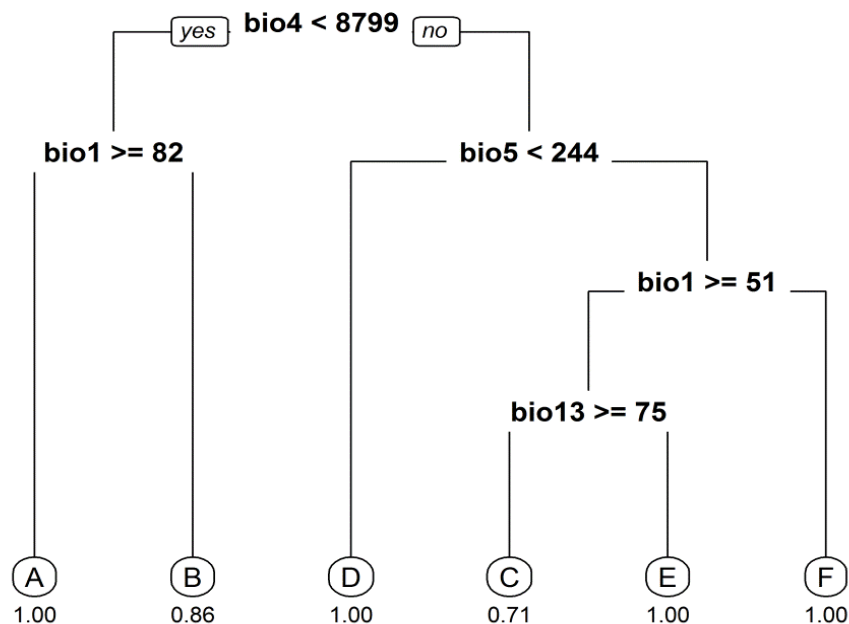 yes bio4 < 8799 no
bio1 >= 82 bio5 < 244
bio1 >= 51
bio13 >= 75
A B D C E F
1.00 0.86 1.00 0.71 1.00 1.00